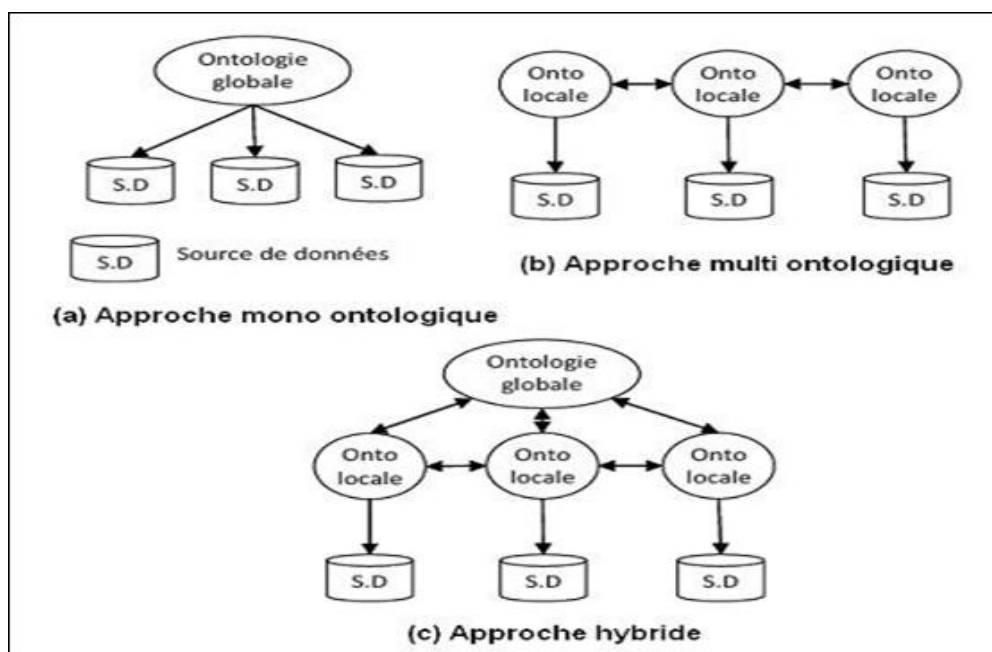 Ontologie
globale
S.D
S.D
S.D
S.D
Source de données
(a) Approche mono ontologique
Onto
locale
Onto
locale
Onto
locale
S.D
S.D
S.D
(b) Approche multi ontologique
Ontologie
globale
Onto
locale
Onto
locale
Onto
locale
S.D
S.D
S.D
(c) Approche hybride